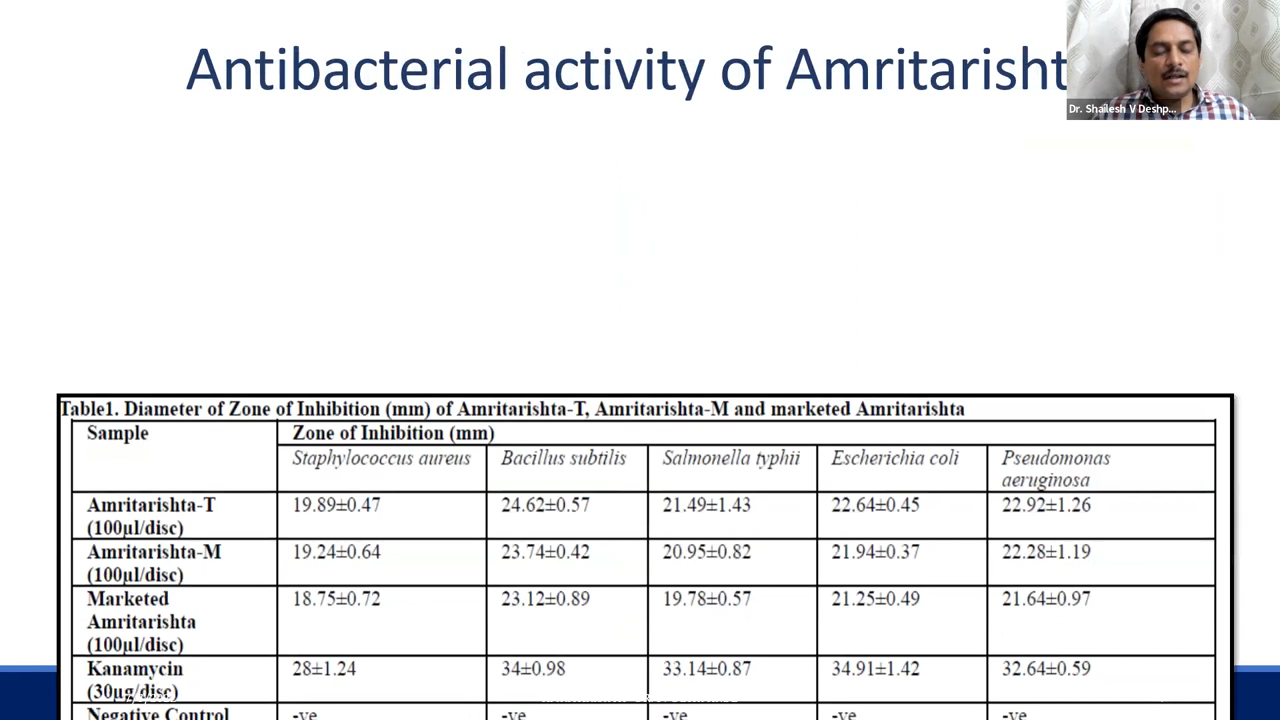 Antibacterial activity of Amritarisht
Dr. Shailesh V Deshp...
Table1. Diameter of Zone of Inhibition (mm) of Amritarishta-T, Amritarishta-M and marketed Amritarishta
Sample
Zone of Inhibition (mm)
Staphylococcus aureus Bacillus subtilis Salmonella typhii Escherichia coli Pseudomonas
aeruginosa
Amritarishta-T 19.89±0.47 24.62±0.57 21.49±1.43 22.64±0.45 22.92±1.26
(100µl/disc)
Amritarishta-M 19.24±0.64 23.74±0.42 20.95±0.82 21.94±0.37 22.28±1.19
(100µl/disc)
Marketed 18.75±0.72 23.12±0.89 19.78±0.57 21.25±0.49 21.64±0.97
Amritarishta
(100µl/disc)
Kanamycin 28±1.24 34±0.98 33.14±0.87 34.91±1.42 32.64±0.59
(30µg/disc)
Negative Control -ve -ve -ve -ve -ve